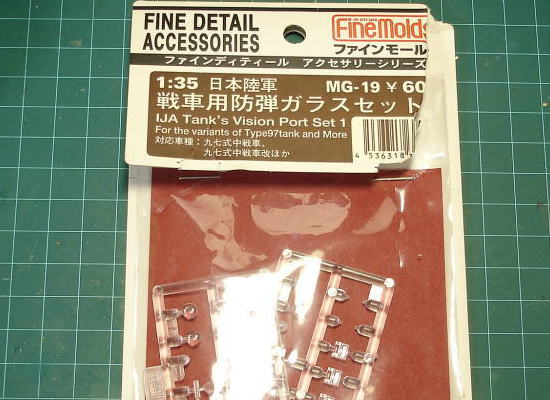 FINE DETAIL
ACCESSORIES
FineMolds
ファインモール
ファインディティール アクセサリーシリーズ
1:35 日本陸軍 MG-19 ¥60
戦車用防弾ガラスセット
IJA Tank's Vision Port Set 1
For the variants of Type97tank and More
対応車種：九七式中戦車、
九七式中戦車改ほか
4 536318